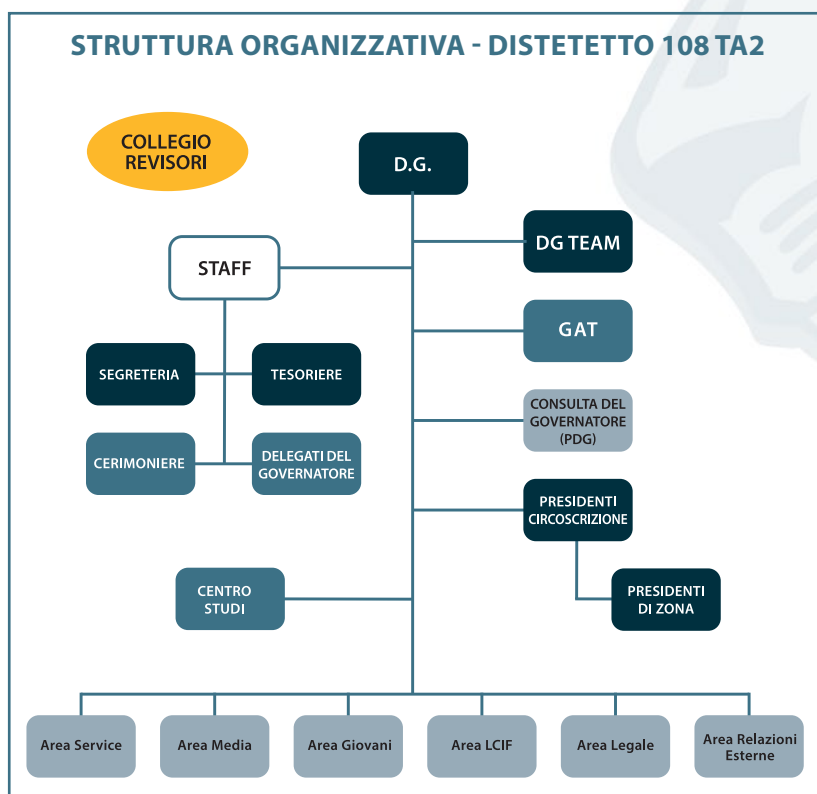 STRUTTURA ORGANIZZATIVA - DISTETETTO 108 TA2
COLLEGIO
REVISORI
D.G.
STAFF
DG TEAM
GAT
SEGRETERIA
TESORIERE
CONSULTA DEL
GOVERNATORE
(PDG)
CERIMONIERE
DELEGATI DEL
GOVERNATORE
PRESIDENTI
CIRCOSCRIZIONE
CENTRO
STUDI
PRESIDENTI
DI ZONA
Area Service
Area Media
Area Giovani
Area LCIF
Area Legale
Area Relazioni
Esterne